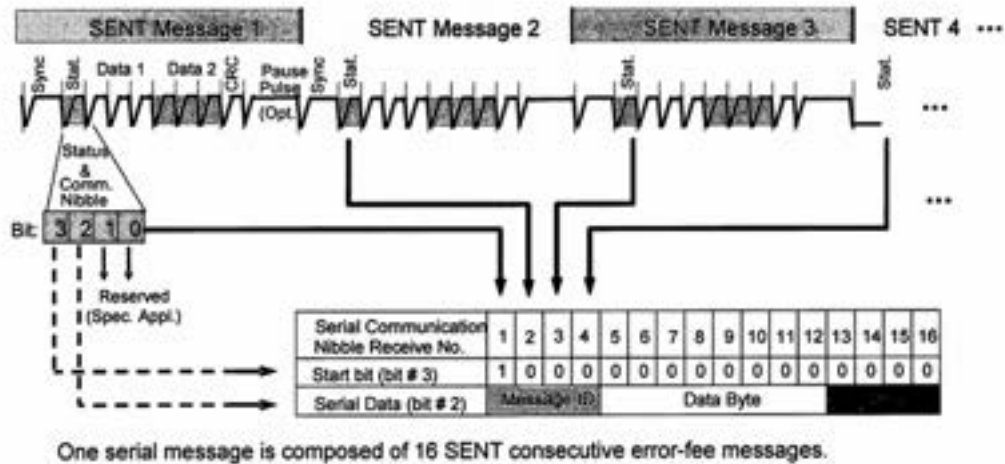 SENT Message 1 SENT Message 2 SENT Message 3 SENT 4 •••
Sync Stat. Data 1 Data 2 CRC Pause Pulse (Opt. Sync Stat. Stat. Stat. •••
Status & Comm. Nibble
•••
Bit: 3 2 1 0
Reserved
(Spec. Appl.)
Serial Communication Nibble Receive No. 1 2 3 4 5 6 7 8 9 10 11 12 13 14 15 16
Start bit (bit # 3) 1 0 0 0 0 0 0 0 0 0 0 0 0 0 0 0
Serial Data (bit # 2) Message ID Data Byte
One serial message is composed of 16 SENT consecutive error-fee messages.